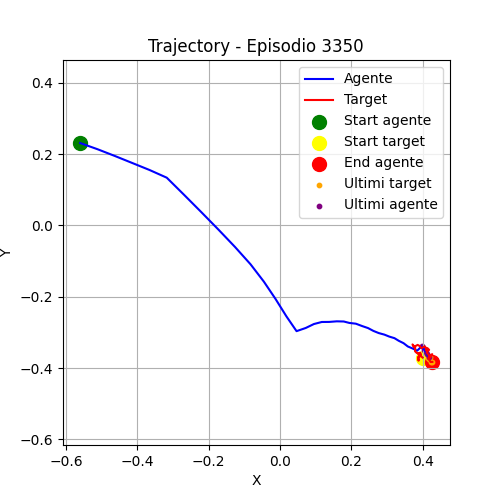 Trajectory - Episodio 3350
Agente
Target
Start agente
Start target
End agente
Ultimi target
Ultimi agente
0.4
0.2
0.0
−0.2
−0.4
−0.6
Y
−0.6 −0.4 −0.2 0.0 0.2 0.4
X